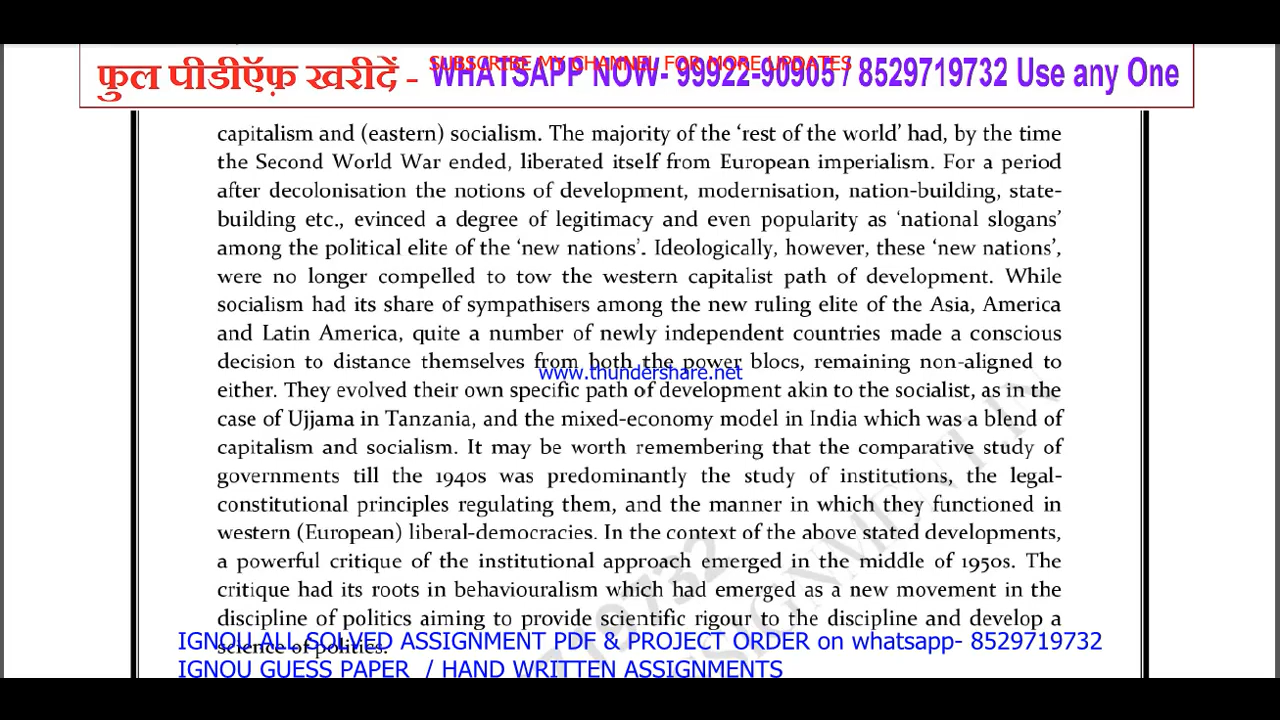 SUBSCRIBE MY CHANNEL FOR MORE UPDATES
फुल पीडीऍफ़ खरीदें - WHATSAPP NOW- 99922-90905 / 8529719732 Use any One
capitalism and (eastern) socialism. The majority of the ‘rest of the world’ had, by the time
the Second World War ended, liberated itself from European imperialism. For a period
after decolonisation the notions of development, modernisation, nation-building, state-
building etc., evinced a degree of legitimacy and even popularity as ‘national slogans’
among the political elite of the ‘new nations’. Ideologically, however, these ‘new nations’,
were no longer compelled to tow the western capitalist path of development. While
socialism had its share of sympathisers among the new ruling elite of the Asia, America
and Latin America, quite a number of newly independent countries made a conscious
decision to distance themselves from both the power blocs, remaining non-aligned to
www.thundershare.net
either. They evolved their own specific path of development akin to the socialist, as in the
case of Ujjama in Tanzania, and the mixed-economy model in India which was a blend of
capitalism and socialism. It may be worth remembering that the comparative study of
governments till the 1940s was predominantly the study of institutions, the legal-
constitutional principles regulating them, and the manner in which they functioned in
western (European) liberal-democracies. In the context of the above stated developments,
a powerful critique of the institutional approach emerged in the middle of 1950s. The
critique had its roots in behaviouralism which had emerged as a new movement in the
discipline of politics aiming to provide scientific rigour to the discipline and develop a
science of politics.
IGNOU ALL SOLVED ASSIGNMENT PDF & PROJECT ORDER on whatsapp- 8529719732
IGNOU GUESS PAPER / HAND WRITTEN ASSIGNMENTS